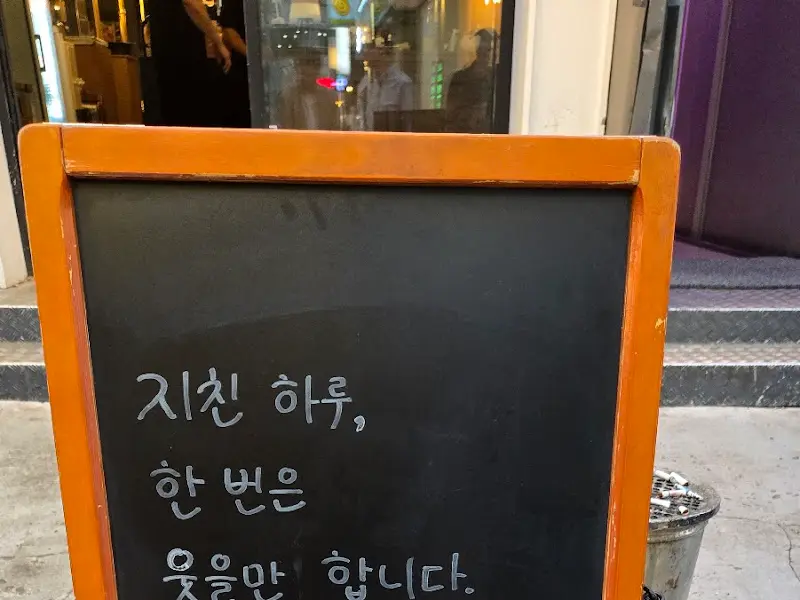 지친 하루,
한 번은
웃을만 합니다.